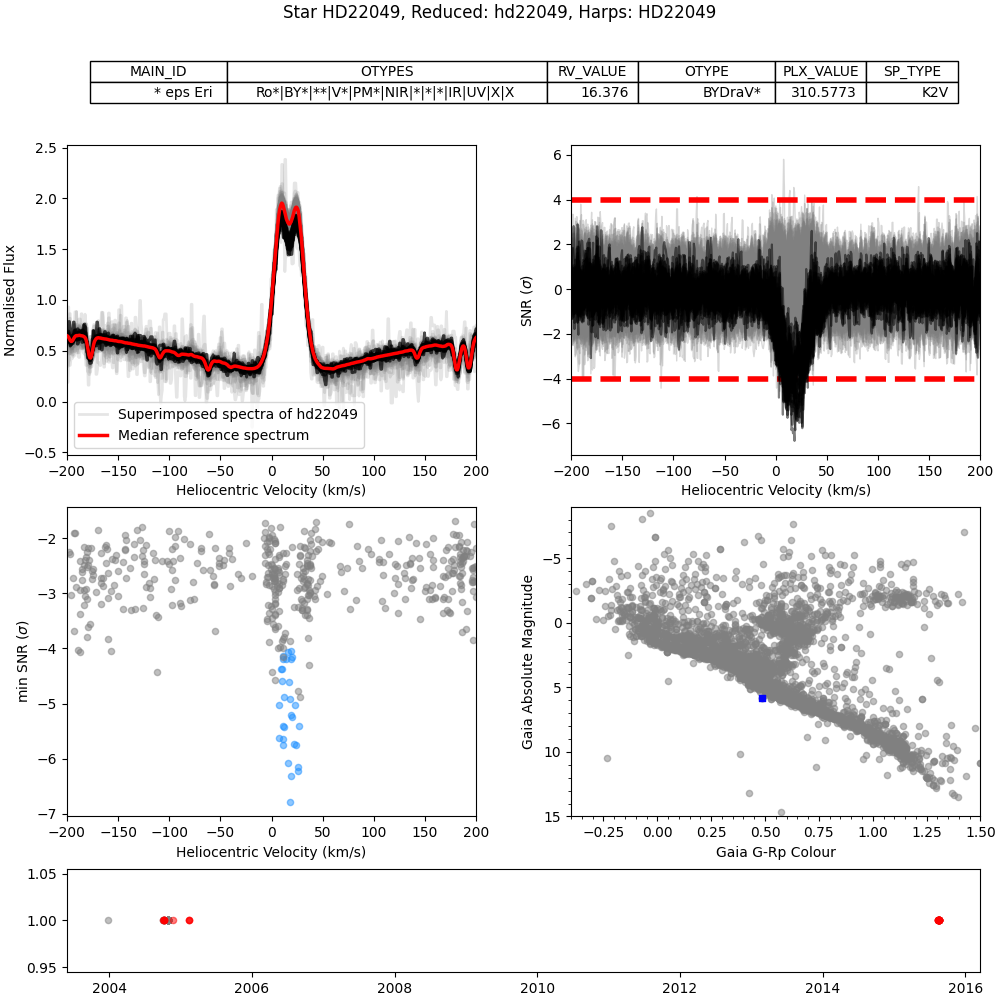 Star HD22049, Reduced: hd22049, Harps: HD22049
MAIN_ID OTYPES RV_VALUE OTYPE PLX_VALUE SP_TYPE
* eps Eri Ro*|BY*|**|V*|PM*|NIR|*|*|*|IR|UV|X|X 16.376 BYDraV* 310.5773 K2V
2.5
2.0
1.5
1.0
0.5
0.0
−0.5
Normalised Flux
Superimposed spectra of hd22049
Median reference spectrum
−200 −150 −100 −50 0 50 100 150 200
Heliocentric Velocity (km/s)
6
4
2
0
−2
−4
−6
SNR (σ)
−200 −150 −100 −50 0 50 100 150 200
Heliocentric Velocity (km/s)
−2
−3
−4
−5
−6
−7
min SNR (σ)
−200 −150 −100 −50 0 50 100 150 200
Heliocentric Velocity (km/s)
−5
0
5
10
15
Gaia Absolute Magnitude
−0.25 0.00 0.25 0.50 0.75 1.00 1.25 1.50
Gaia G-Rp Colour
1.05
1.00
0.95
2004 2006 2008 2010 2012 2014 2016